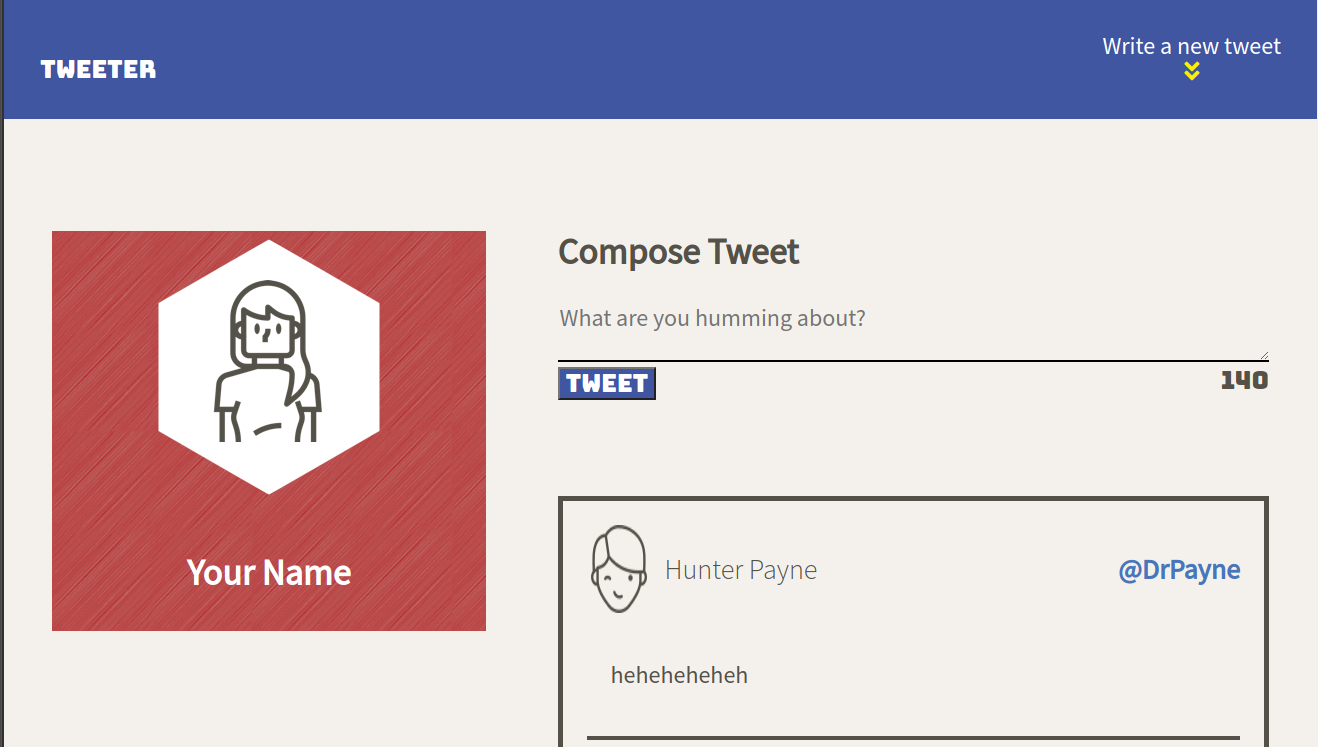 TWEETER
Write a new tweet
Your Name
Compose Tweet
What are you humming about?
TWEET
140
Hunter Payne
@DrPayne
heheheheheh